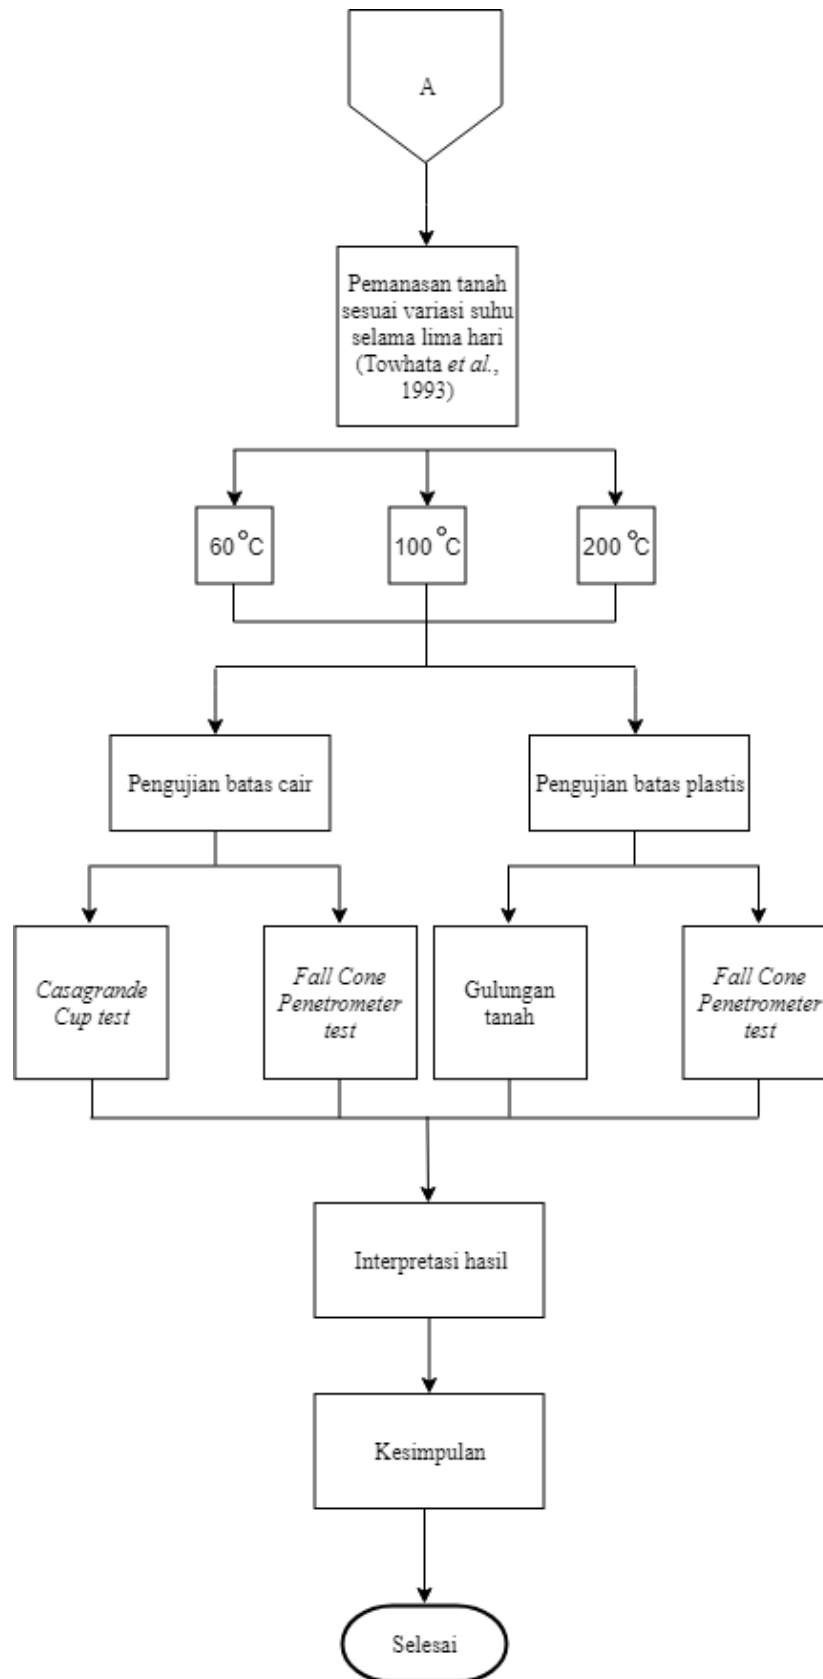 A
Pemanasan tanah
sesuai variasi suhu
selama lima hari
(Towhata et al.,
1993)
60 °C
100 °C
200 °C
Pengujian batas cair
Pengujian batas plastis
Casagrande
Cup test
Fall Cone
Penetrometer
test
Gulungan
tanah
Fall Cone
Penetrometer
test
Interpretasi hasil
Kesimpulan
Selesai